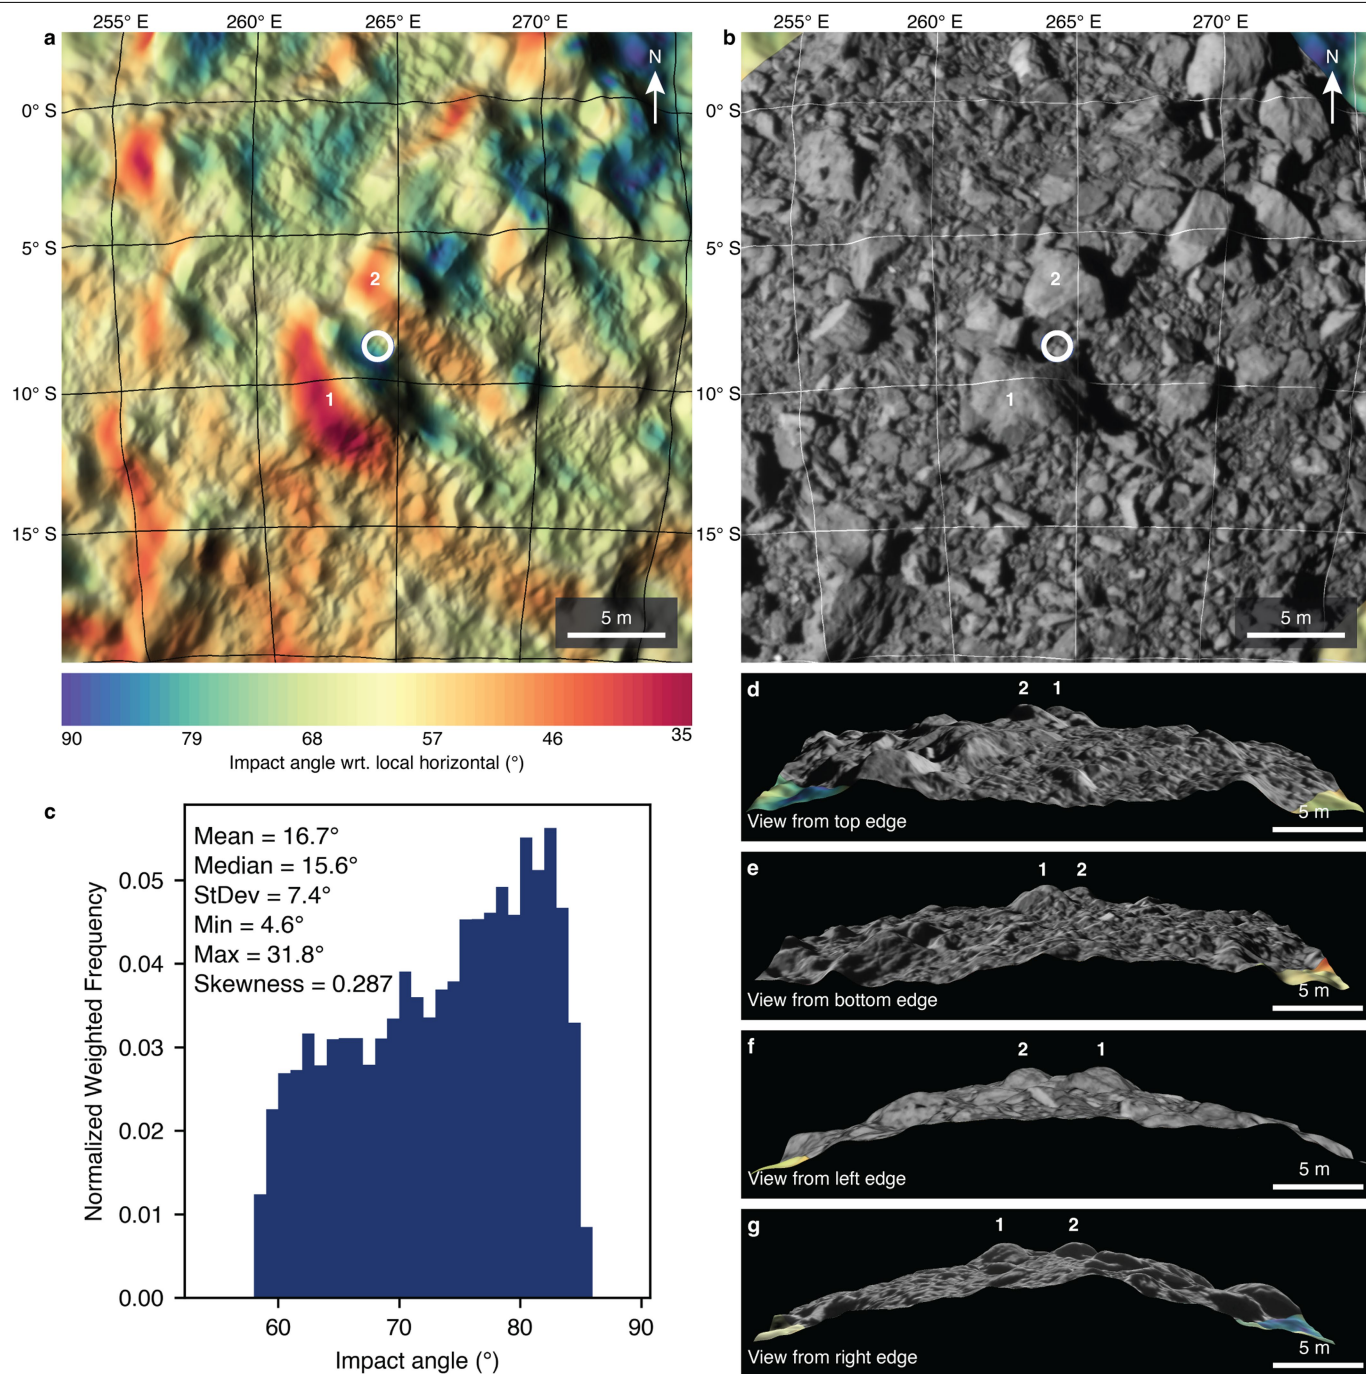 a
255° E 260° E 265° E 270° E
0° S
5° S
10° S
15° S
N
2
1
5 m
90 79 68 57 46 35
Impact angle wrt. local horizontal (°)
b
255° E 260° E 265° E 270° E
0° S
5° S
10° S
15° S
N
2
1
5 m
c
Mean = 16.7°
Median = 15.6°
StDev = 7.4°
Min = 4.6°
Max = 31.8°
Skewness = 0.287
Normalized Weighted Frequency
0.05
0.04
0.03
0.02
0.01
0.00
60 70 80 90
Impact angle (°)
d
2 1
View from top edge
5 m
e
1 2
View from bottom edge
5 m
f
2 1
View from left edge
5 m
g
1 2
View from right edge
5 m